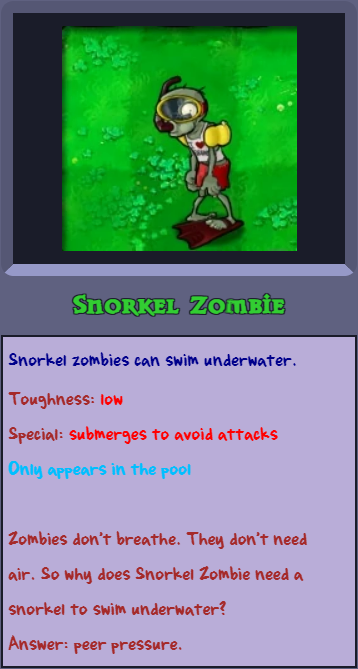 Snorkel Zombie
Snorkel zombies can swim underwater.
Toughness: low
Special: submerges to avoid attacks
Only appears in the pool
Zombies don't breathe. They don't need
air. So why does Snorkel Zombie need a
snorkel to swim underwater?
Answer: peer pressure.